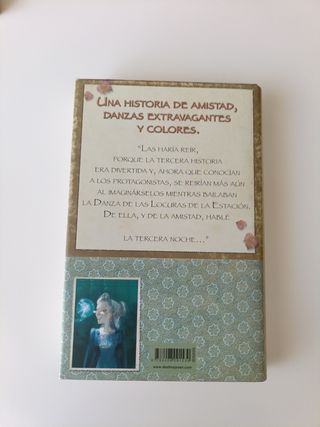 UNA HISTORIA DE AMISTAD,
DANZAS EXTRAVAGANTES
Y COLORES.
"LAS HARÍA REÍR,
PORQUE LA TERCERA HISTORIA
ERA DIVERTIDA Y, AHORA QUE CONOCÍAN
A LOS PROTAGONISTAS, SE REIRÍAN MÁS AÚN
AL IMAGINÁRSELOS MIENTRAS BAILABAN
LA DANZA DE LAS LOCURAS DE LA ESTACIÓN.
DE ELLA, Y DE LA AMISTAD, HABLÉ
LA TERCERA NOCHE..."